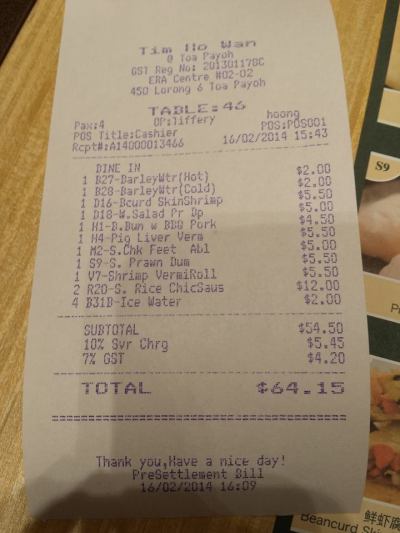 Tim Ho Wan
@ Toa Payoh
GST Reg No: 201301178C
ERA Centre #02-02
450 Lorong 6 Toa Payoh
TABLE:46
OP:Tiffery hoong
Pax:4 POS:POS001
POS Title:Cashier 16/02/2014 15:43
Rcpt#:A14000013466
DINE IN
1 B27-BarleyWtr(Hot) $2.00
1 B28-BarleyWtr(Cold) $2.00
1 D16-Bcurd SkinShrimp $5.50
1 D18-W.Salad Pr Dp $5.00
1 H1-B.Bun w BBQ Pork $4.50
1 H4-Pig Liver Verm $5.50
1 M2-S.Chk Feet Abl $5.00
1 S9-S. Prawn Dum $5.50
1 V7-Shrimp VermiRoll $5.50
2 R20-S. Rice ChicSaus $12.00
4 B31B-Ice Water $2.00
SUBTOTAL $54.50
10% Svr Chrg $5.45
7% GST $4.20
TOTAL $64.15
Thank you,Have a nice day!
PreSettlement Bill
16/02/2014 16:09
S9
鲜虾腐
Beancurd Ski